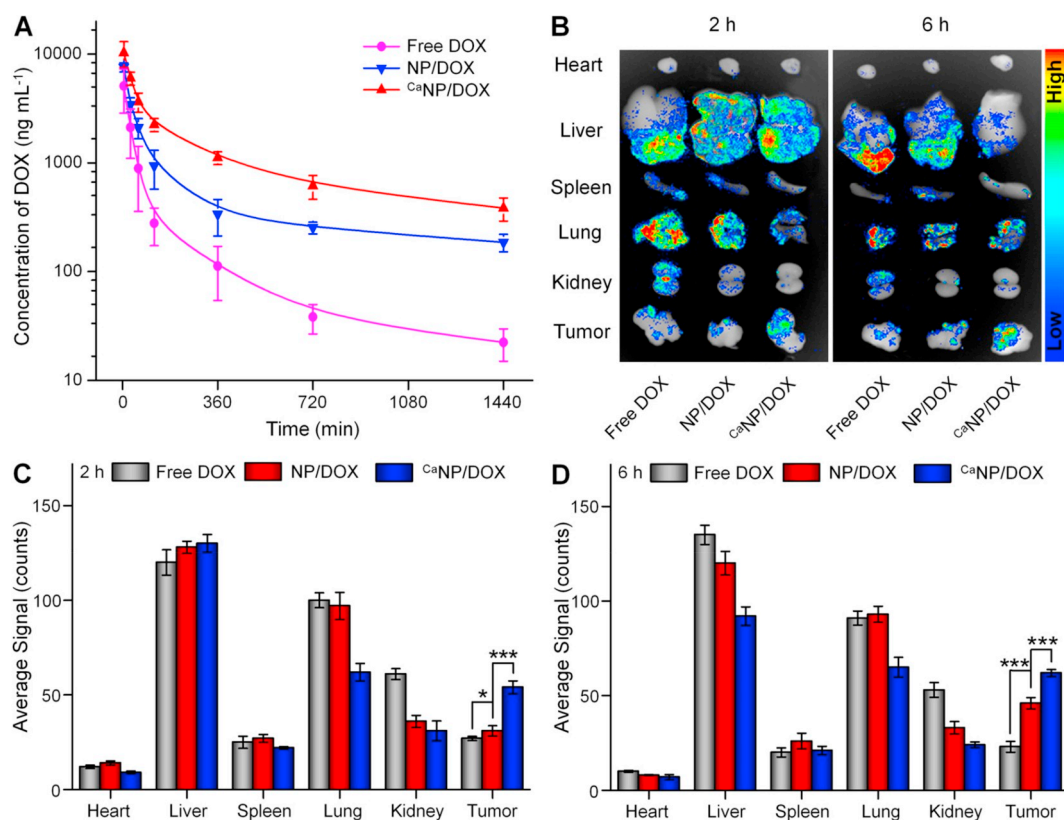 A
Free DOX
NP/DOX
CaNP/DOX
Concentration of DOX (ng mL⁻¹)
10000
1000
100
10
0 360 720 1080 1440
Time (min)
B
2 h 6 h
Heart
Liver
Spleen
Lung
Kidney
Tumor
Free DOX NP/DOX CaNP/DOX Free DOX NP/DOX CaNP/DOX
High
Low
C
2 h Free DOX NP/DOX CaNP/DOX
Average Signal (counts)
150
100
50
0
* ***
Heart Liver Spleen Lung Kidney Tumor
D
6 h Free DOX NP/DOX CaNP/DOX
Average Signal (counts)
150
100
50
0
*** ***
Heart Liver Spleen Lung Kidney Tumor